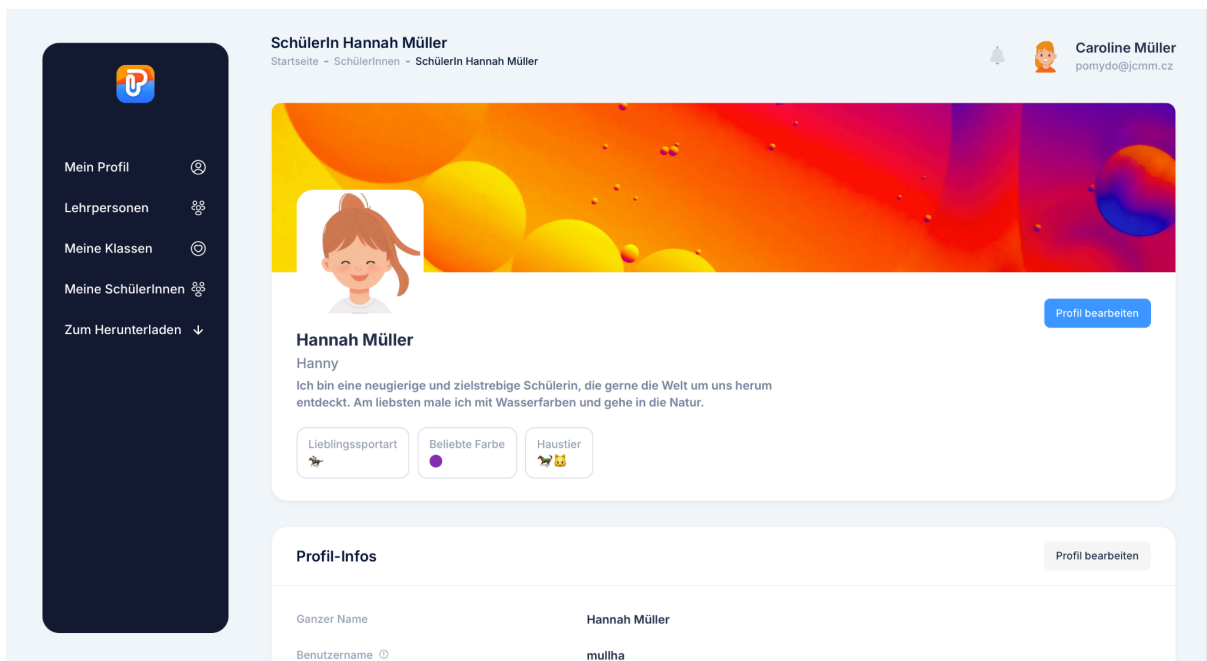 SchülerIn Hannah Müller
Startseite - SchülerInnen - SchülerIn Hannah Müller
Caroline Müller
pomydo@jcmm.cz
Mein Profil
Lehrpersonen
Meine Klassen
Meine SchülerInnen
Zum Herunterladen
Profil bearbeiten
Hannah Müller
Hanny
Ich bin eine neugierige und zielstrebige Schülerin, die gerne die Welt um uns herum
entdeckt. Am liebsten male ich mit Wasserfarben und gehe in die Natur.
Lieblingssportart
Beliebte Farbe
Haustier
Profil-Infos
Profil bearbeiten
Ganzer Name
Hannah Müller
Benutzername
mullha